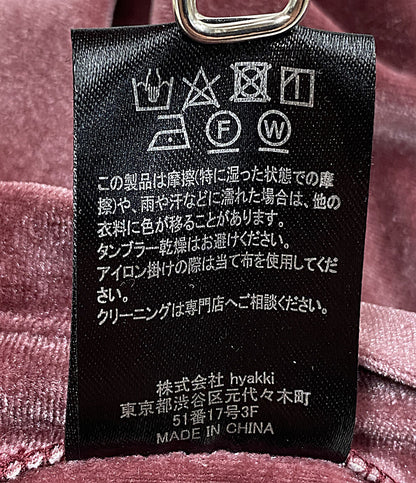 F W
この製品は摩擦(特に湿った状態での摩
擦)や、雨や汗などに濡れた場合は、他の
衣料に色が移ることがあります。
タンブラー乾燥はお避けください。
アイロン掛けの際は当て布を使用してくだ
さい。
クリーニングは専門店へご相談ください。
株式会社 hyakki
東京都渋谷区元代々木町
51番17号3F
MADE IN CHINA